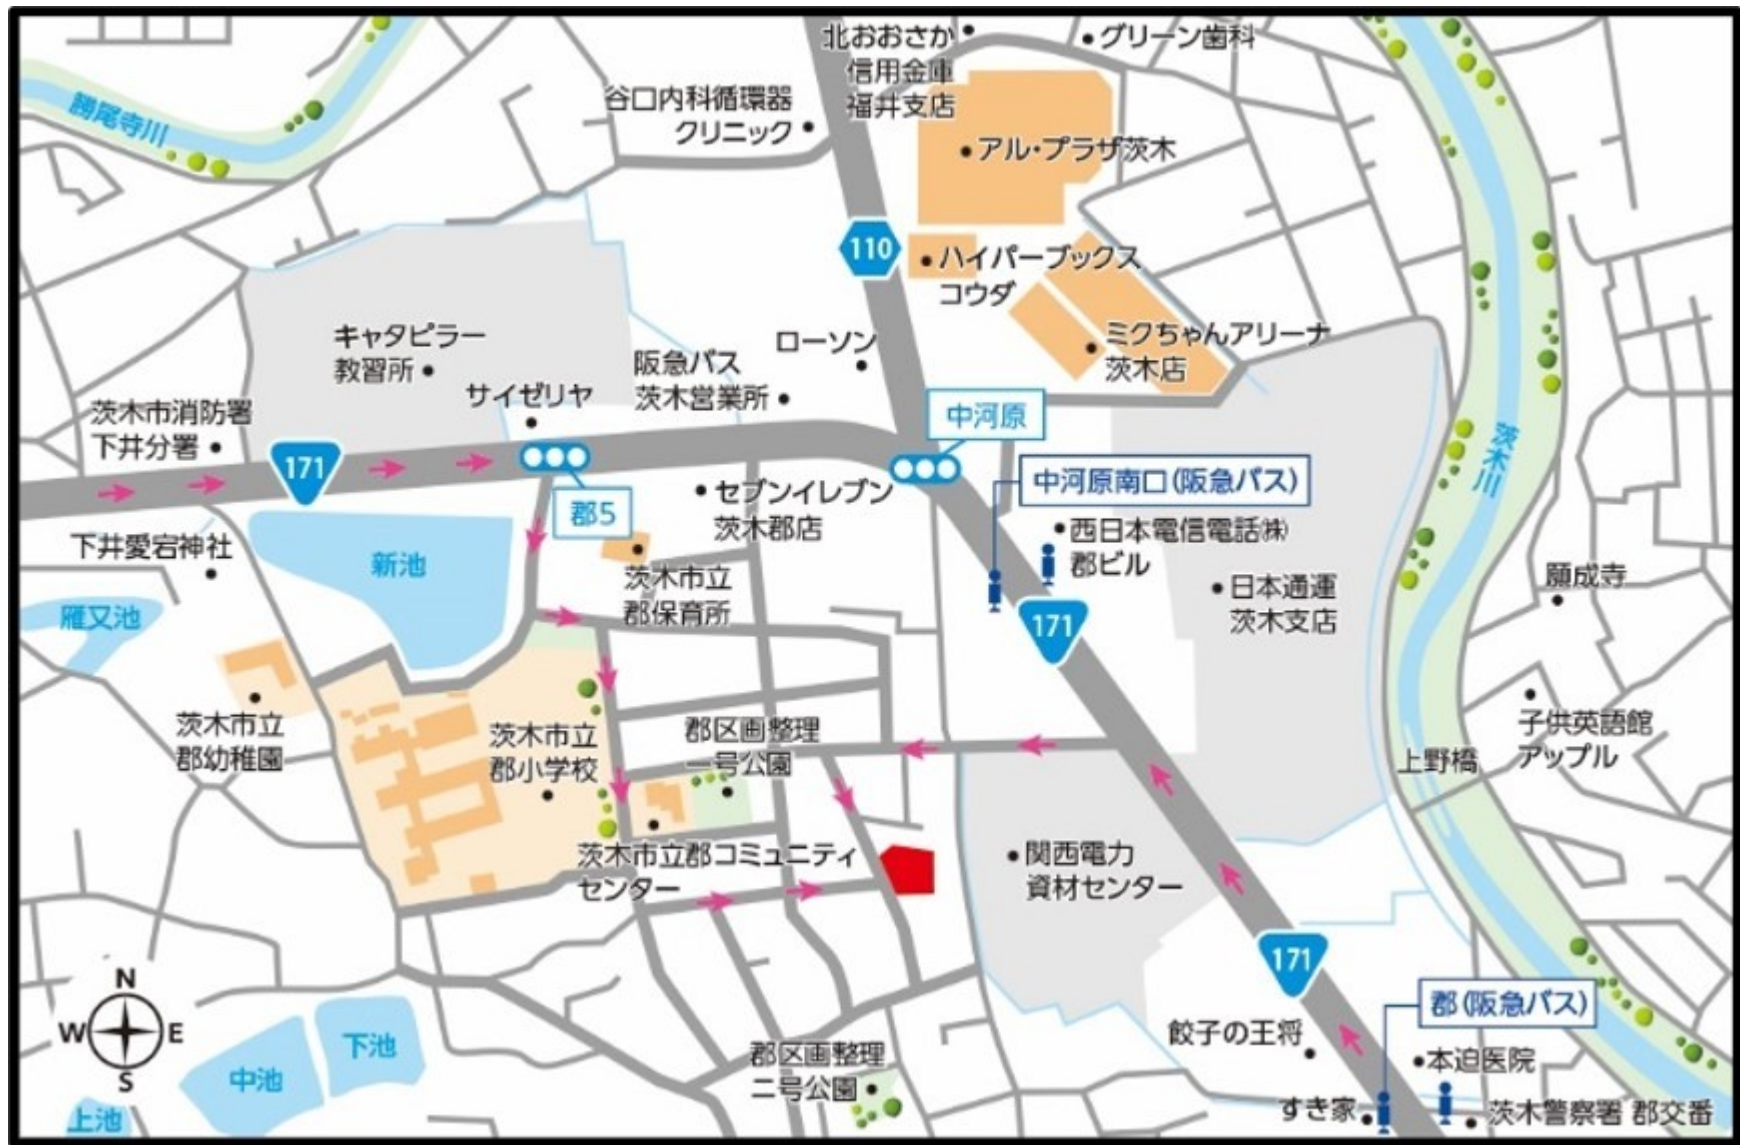 北おおさか
信用金庫
福井支店
グリーン歯科
谷口内科循環器
クリニック
勝尾寺川
アル・プラザ茨木
110
ハイパーブックス
コウダ
キャタピラー
教習所
ローソン
ミクちゃんアリーナ
茨木店
阪急バス
茨木営業所
サイゼリヤ
茨木市消防署
下井分署
中河原
171
茨木川
中河原南口(阪急バス)
セブンイレブン
茨木郡店
郡5
西日本電信電話㈱
郡ビル
下井愛宕神社
新池
茨木市立
郡保育所
日本通運
茨木支店
願成寺
雁又池
171
茨木市立
郡幼稚園
茨木市立
郡小学校
郡区画整理
一号公園
子供英語館
アップル
上野橋
茨木市立郡コミュニティ
センター
関西電力
資材センター
171
N
W
E
S
郡(阪急バス)
下池
中池
上池
餃子の王将
郡区画整理
二号公園
本迫医院
すき家
茨木警察署 郡交番